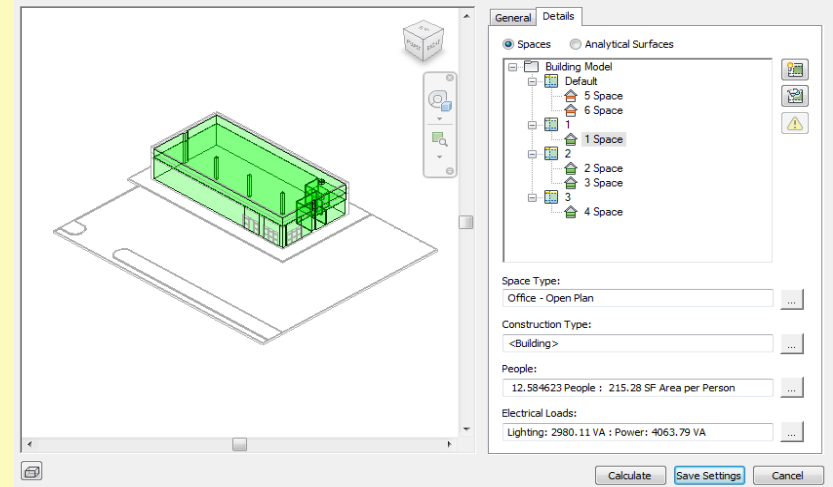 General Details
Spaces Analytical Surfaces
Building Model
Default
5 Space
6 Space
1
1 Space
2
2 Space
3 Space
3
4 Space
Space Type:
Office - Open Plan
...
Construction Type:
<Building>
...
People:
12.584623 People : 215.28 SF Area per Person
...
Electrical Loads:
Lighting: 2980.11 VA : Power: 4063.79 VA
...
Calculate Save Settings Cancel